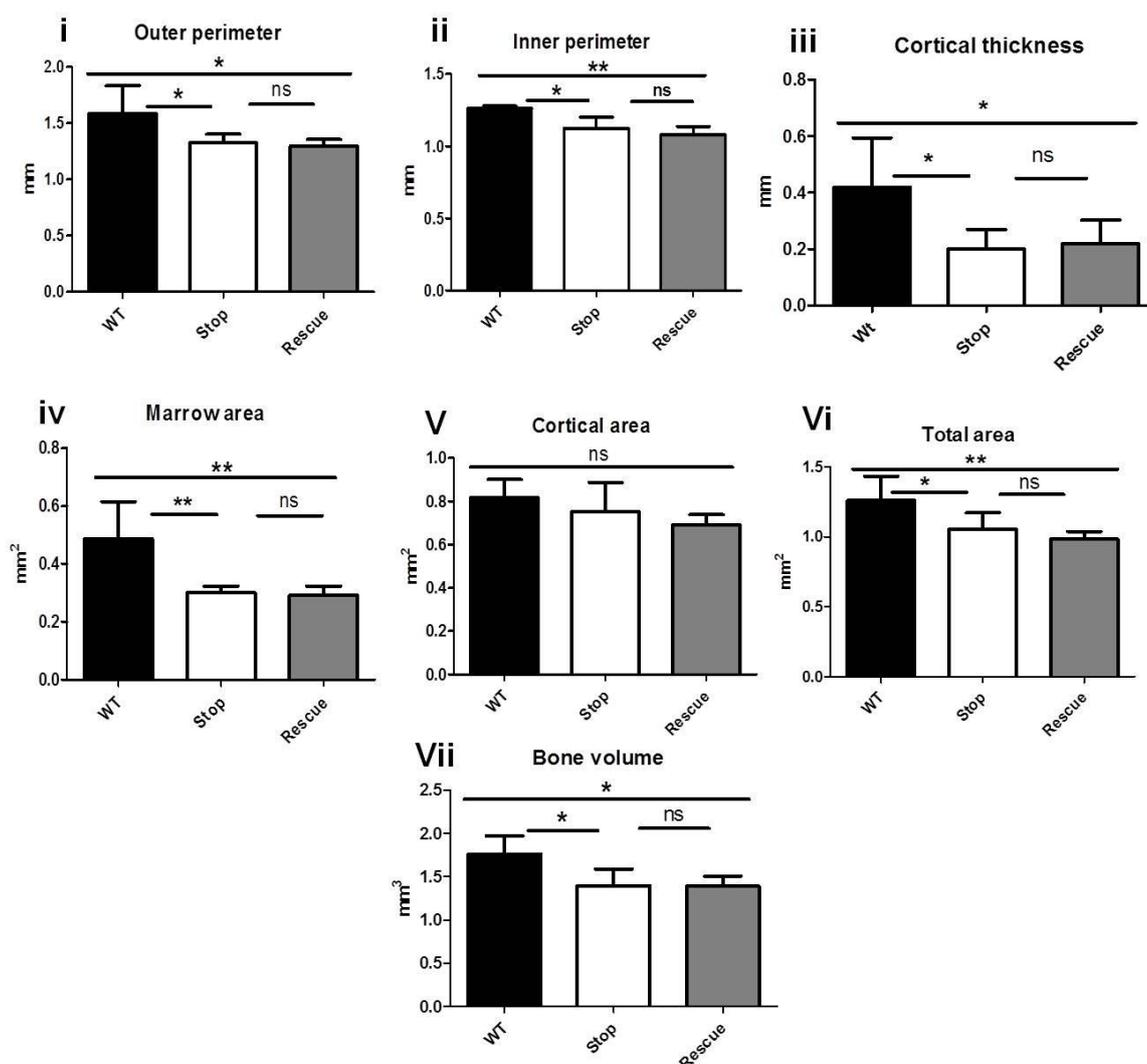 i
Outer perimeter
2.0
1.5
1.0
0.5
0.0
mm
*
*
ns
WT
Stop
Rescue
ii
Inner perimeter
1.5
1.0
0.5
0.0
mm
**
*
ns
WT
Stop
Rescue
iii
Cortical thickness
0.8
0.6
0.4
0.2
0.0
mm
*
*
ns
Wt
Stop
Rescue
iv
Marrow area
0.8
0.6
0.4
0.2
0.0
mm²
**
**
ns
WT
Stop
Rescue
V
Cortical area
1.0
0.8
0.6
0.4
0.2
0.0
mm²
ns
WT
Stop
Rescue
Vi
Total area
1.5
1.0
0.5
0.0
mm²
**
*
ns
WT
Stop
Rescue
Vii
Bone volume
2.5
2.0
1.5
1.0
0.5
0.0
mm³
*
*
ns
WT
Stop
Rescue